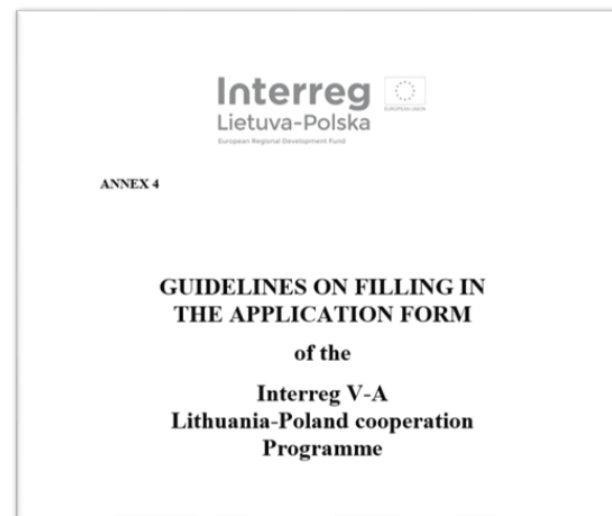 Interreg
EUROPEAN UNION
Lietuva-Polska
European Regional Development Fund
ANNEX 4
GUIDELINES ON FILLING IN
THE APPLICATION FORM
of the
Interreg V-A
Lithuania-Poland cooperation
Programme